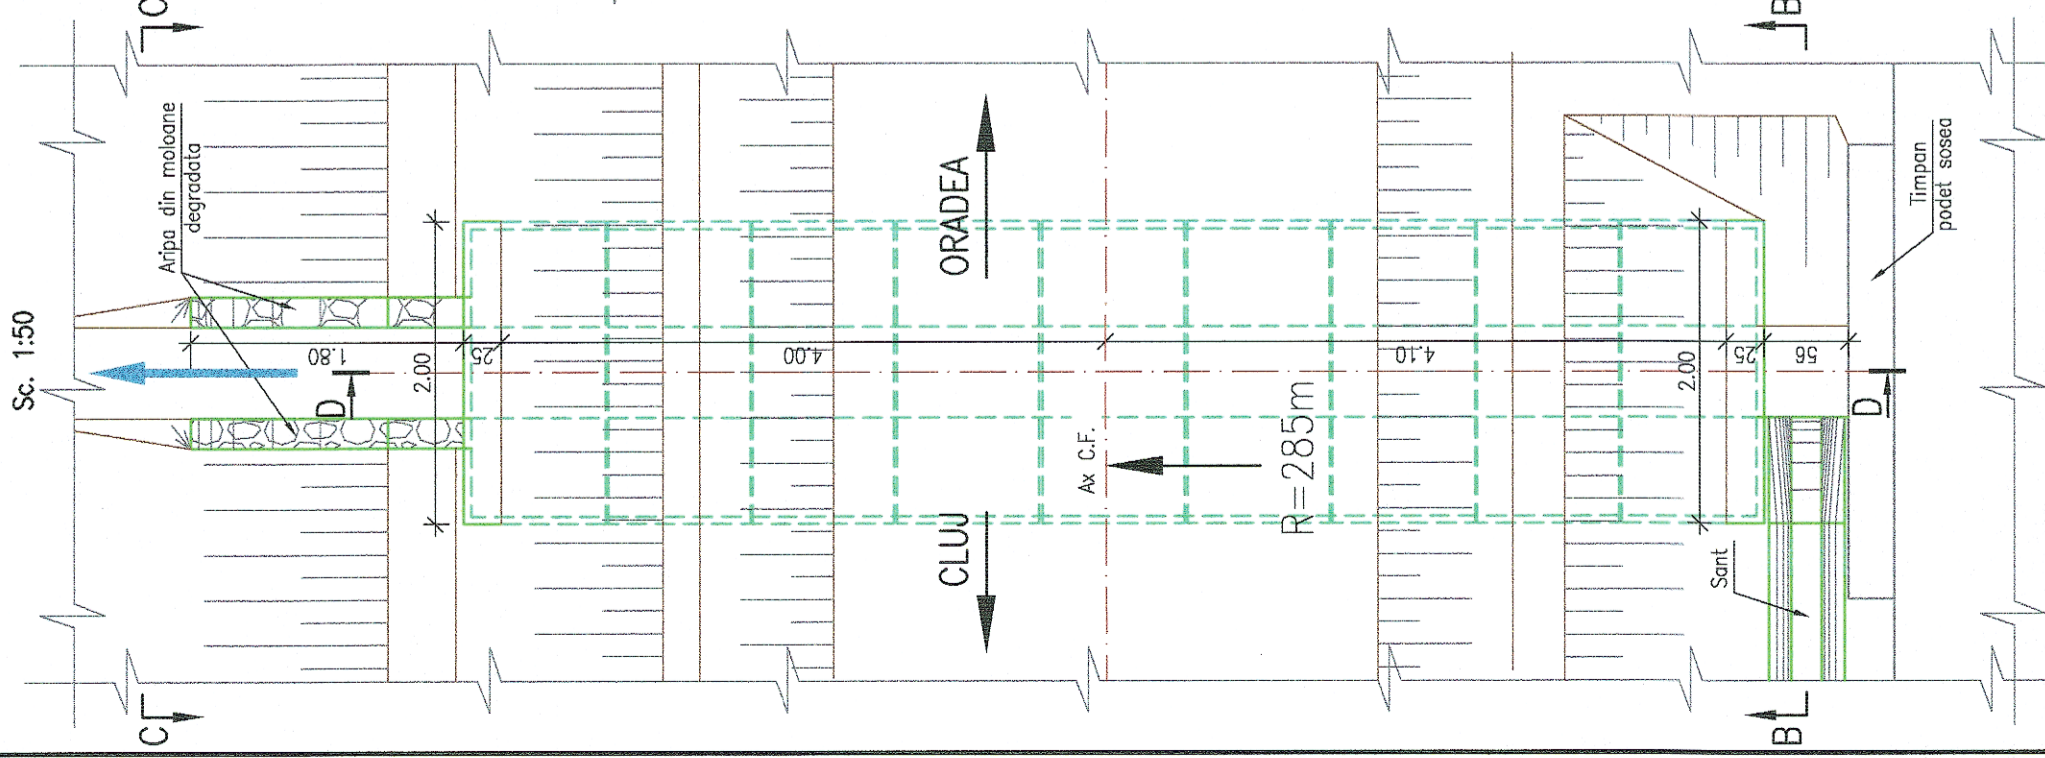 Sc. 1:50
C
C
B
B
Aripa din moloane
degradata
ORADEA
CLUJ
D
D
1.80
2.00
25
4.00
4.10
25
56
2.00
Ax C.F.
R=285m
Sant
Timpan
podet sosea